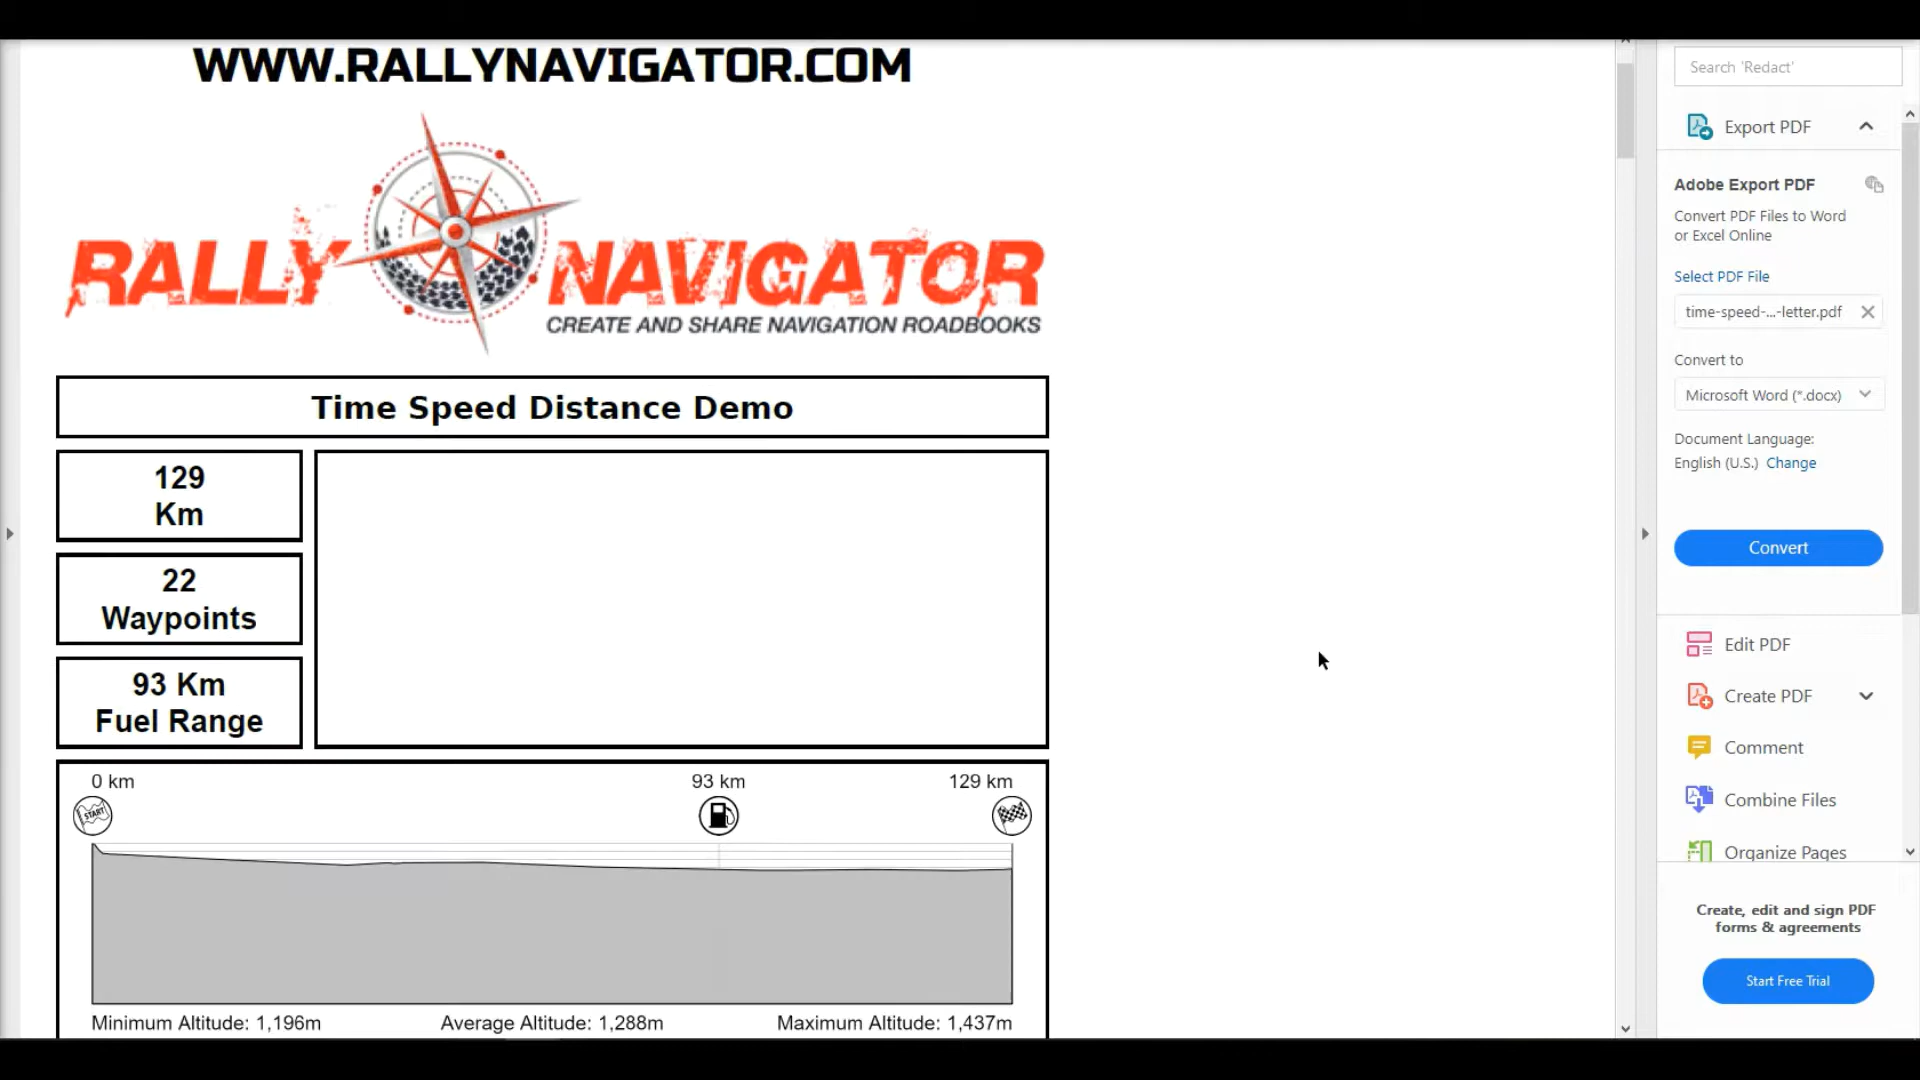 WWW.RALLYNAVIGATOR.COM
RALLY NAVIGATOR
CREATE AND SHARE NAVIGATION ROADBOOKS
Time Speed Distance Demo
129
Km
22
Waypoints
93 Km
Fuel Range
0 km
93 km
129 km
START
Minimum Altitude: 1,196m
Average Altitude: 1,288m
Maximum Altitude: 1,437m
Search 'Redact'
Export PDF
Adobe Export PDF
Convert PDF Files to Word
or Excel Online
Select PDF File
time-speed-...-letter.pdf
Convert to
Microsoft Word (*.docx)
Document Language:
English (U.S.) Change
Convert
Edit PDF
Create PDF
Comment
Combine Files
Organize Pages
Create, edit and sign PDF
forms & agreements
Start Free Trial